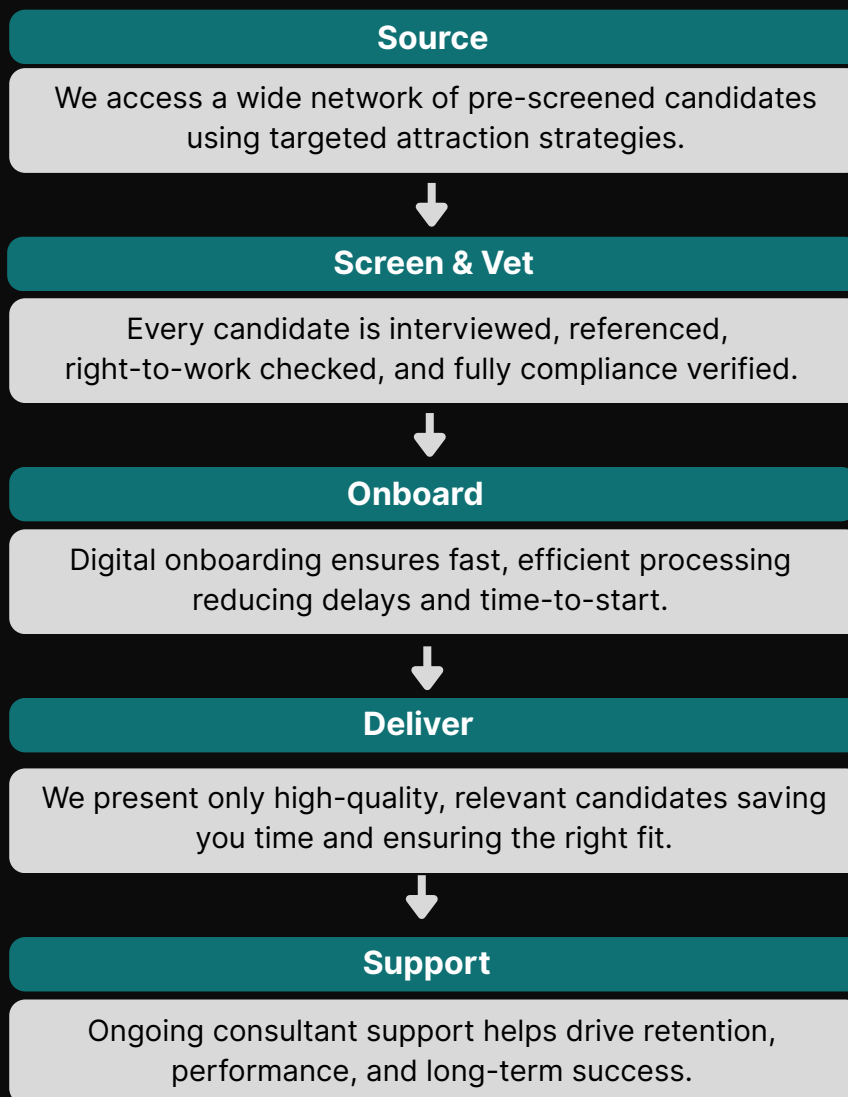 Source
We access a wide network of pre-screened candidates
using targeted attraction strategies.
Screen & Vet
Every candidate is interviewed, referenced,
right-to-work checked, and fully compliance verified.
Onboard
Digital onboarding ensures fast, efficient processing
reducing delays and time-to-start.
Deliver
We present only high-quality, relevant candidates saving
you time and ensuring the right fit.
Support
Ongoing consultant support helps drive retention,
performance, and long-term success.